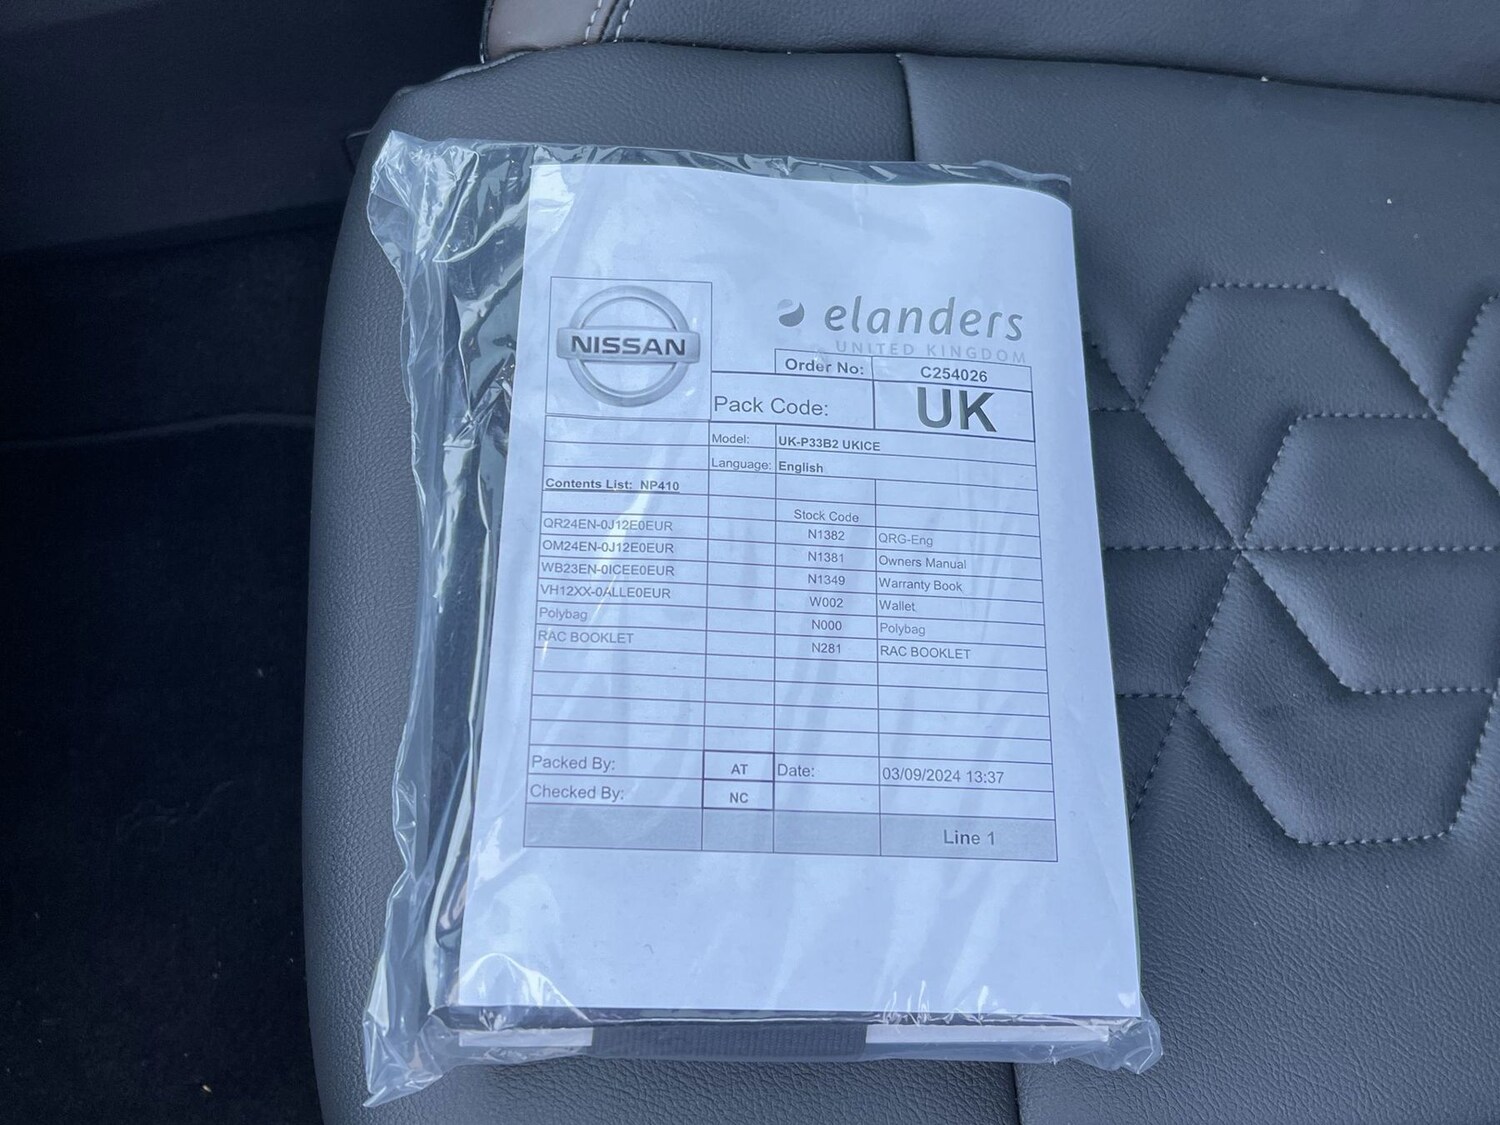 NISSAN
elanders
UNITED KINGDOM
Order No: C254026
Pack Code: UK
Model: UK-P33B2 UKICE
Language: English
Contents List: NP410
Stock Code
QR24EN-0J12E0EUR N1382 QRG-Eng
OM24EN-0J12E0EUR N1381 Owners Manual
WB23EN-0ICEE0EUR N1349 Warranty Book
VH12XX-0ALLE0EUR W002 Wallet
Polybag N000 Polybag
RAC BOOKLET N281 RAC BOOKLET
Packed By: AT Date: 03/09/2024 13:37
Checked By: NC
Line 1